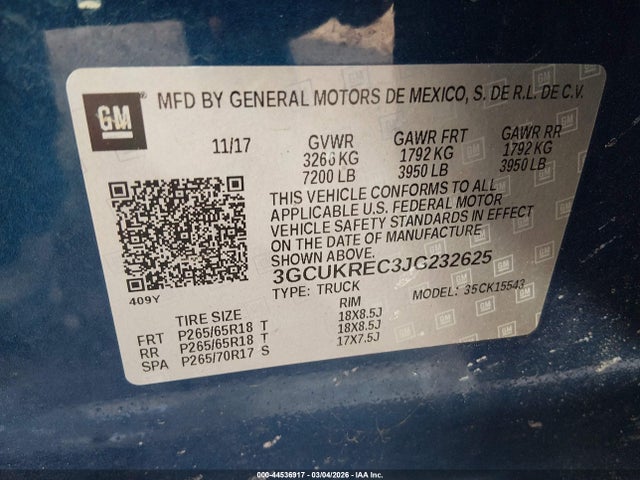 GM
MFD BY GENERAL MOTORS DE MEXICO, S. DE R.L. DE C.V.
11/17 GVWR GAWR FRT GAWR RR
3266 KG 1792 KG 1792 KG
7200 LB 3950 LB 3950 LB
THIS VEHICLE CONFORMS TO ALL
APPLICABLE U.S. FEDERAL MOTOR
VEHICLE SAFETY STANDARDS IN EFFECT
ON THE DATE OF MANUFACTURE
SHOWN ABOVE.
3GCUKREC3JG232625
TYPE: TRUCK MODEL: 35CK15543
409Y
TIRE SIZE RIM
FRT P265/65R18 T 18X8.5J
RR P265/65R18 T 18X8.5J
SPA P265/70R17 S 17X7.5J
000-44536917 - 03/04/2026 - IAA Inc.